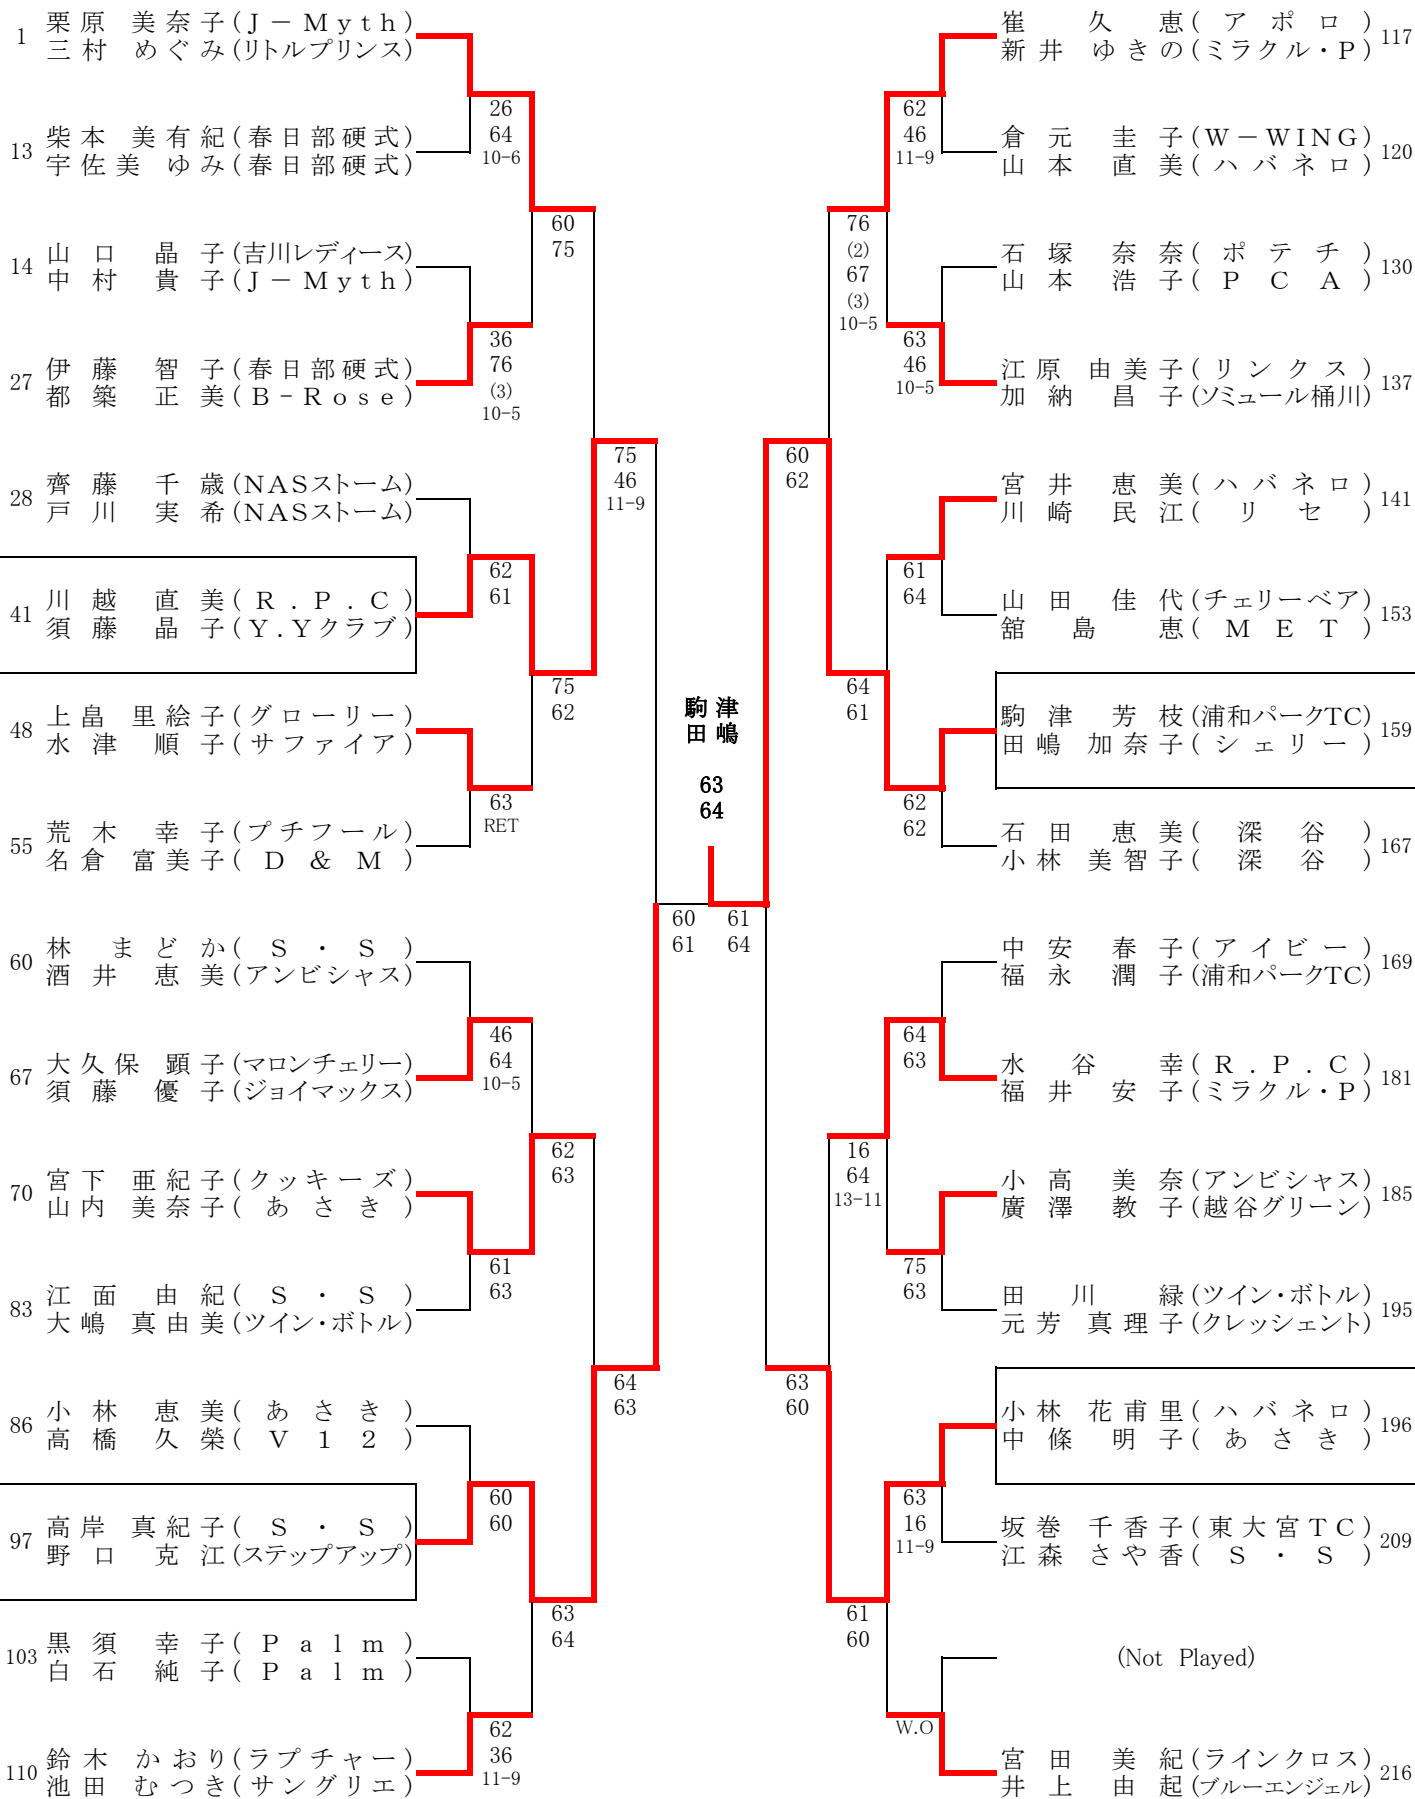 1 栗原 美奈子(J－Myth)
三村 めぐみ(リトルプリンス)
26
64
10-6
13 柴本 美有紀(春日部硬式)
宇佐美 ゆみ(春日部硬式)
60
75
14 山口 晶子(吉川レディース)
中村 貴子(J－Myth)
36
76
(3)
10-5
27 伊藤 智子(春日部硬式)
都築 正美(B-Rose)
75
46
11-9
28 齊藤 千歳(NASストーム)
戸川 実希(NASストーム)
62
61
41 川越 直美(R.P.C)
須藤 晶子(Y.Yクラブ)
75
62
48 上畠 里絵子(グローリー)
水津 順子(サファイア)
63
RET
55 荒木 幸子(プチフール)
名倉 富美子(D&M)
60
61
60 林 まどか(S・S)
酒井 恵美(アンビシャス)
46
64
10-5
67 大久保 顕子(マロンチェリー)
須藤 優子(ジョイマックス)
62
63
70 宮下 亜紀子(クッキーズ)
山内 美奈子(あさき)
61
63
83 江面 由紀(S・S)
大嶋 真由美(ツイン・ボトル)
64
63
86 小林 恵美(あさき)
高橋 久榮(V12)
60
60
97 高岸 真紀子(S・S)
野口 克江(ステップアップ)
63
64
103 黒須 幸子(Palm)
白石 純子(Palm)
62
36
11-9
110 鈴木 かおり(ラプチャー)
池田 むつき(サングリエ)
駒津
田嶋
63
64
崔 久恵(アポロ) 117
新井 ゆきの(ミラクル・P)
62
46
11-9
倉元 圭子(W－WING) 120
山本 直美(ハバネロ)
76
(2)
67
(3)
10-5
石塚 奈奈(ポテチ) 130
山本 浩子(PCA)
63
46
10-5
江原 由美子(リンクス) 137
加納 昌子(ソミュール桶川)
60
62
宮井 恵美(ハバネロ) 141
川崎 民江(リセ)
61
64
山田 佳代(チェリーベア) 153
舘島 恵(MET)
64
61
駒津 芳枝(浦和パークTC) 159
田嶋 加奈子(シェリー)
62
62
石田 恵美(深谷) 167
小林 美智子(深谷)
61
64
中安 春子(アイビー) 169
福永 潤子(浦和パークTC)
64
63
水谷 幸(R.P.C) 181
福井 安子(ミラクル・P)
16
64
13-11
小高 美奈(アンビシャス) 185
廣澤 教子(越谷グリーン)
75
63
田川 緑(ツイン・ボトル) 195
元芳 真理子(クレッシェント)
63
60
小林 花甫里(ハバネロ) 196
中條 明子(あさき)
63
16
11-9
坂巻 千香子(東大宮TC) 209
江森 さや香(S・S)
61
60
(Not Played)
W.O
宮田 美紀(ラインクロス) 216
井上 由起(ブルーエンジェル)